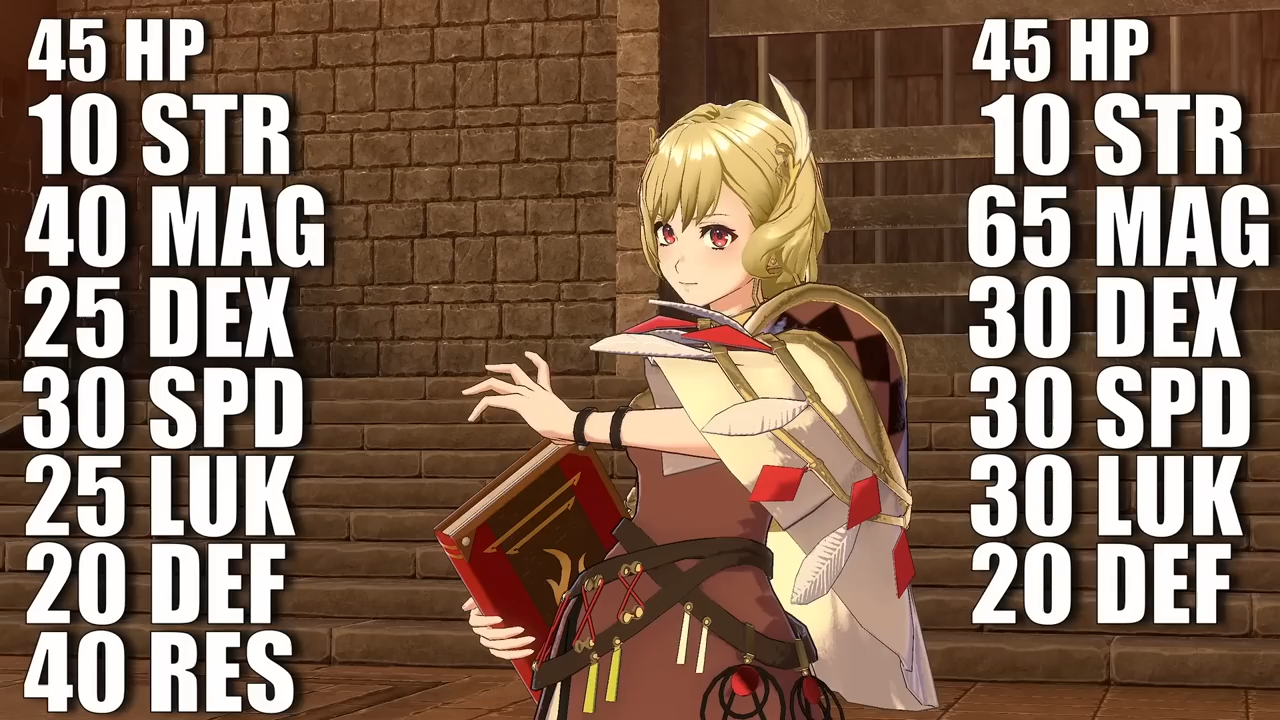 45 HP
10 STR
40 MAG
25 DEX
30 SPD
25 LUK
20 DEF
40 RES
45 HP
10 STR
65 MAG
30 DEX
30 SPD
30 LUK
20 DEF